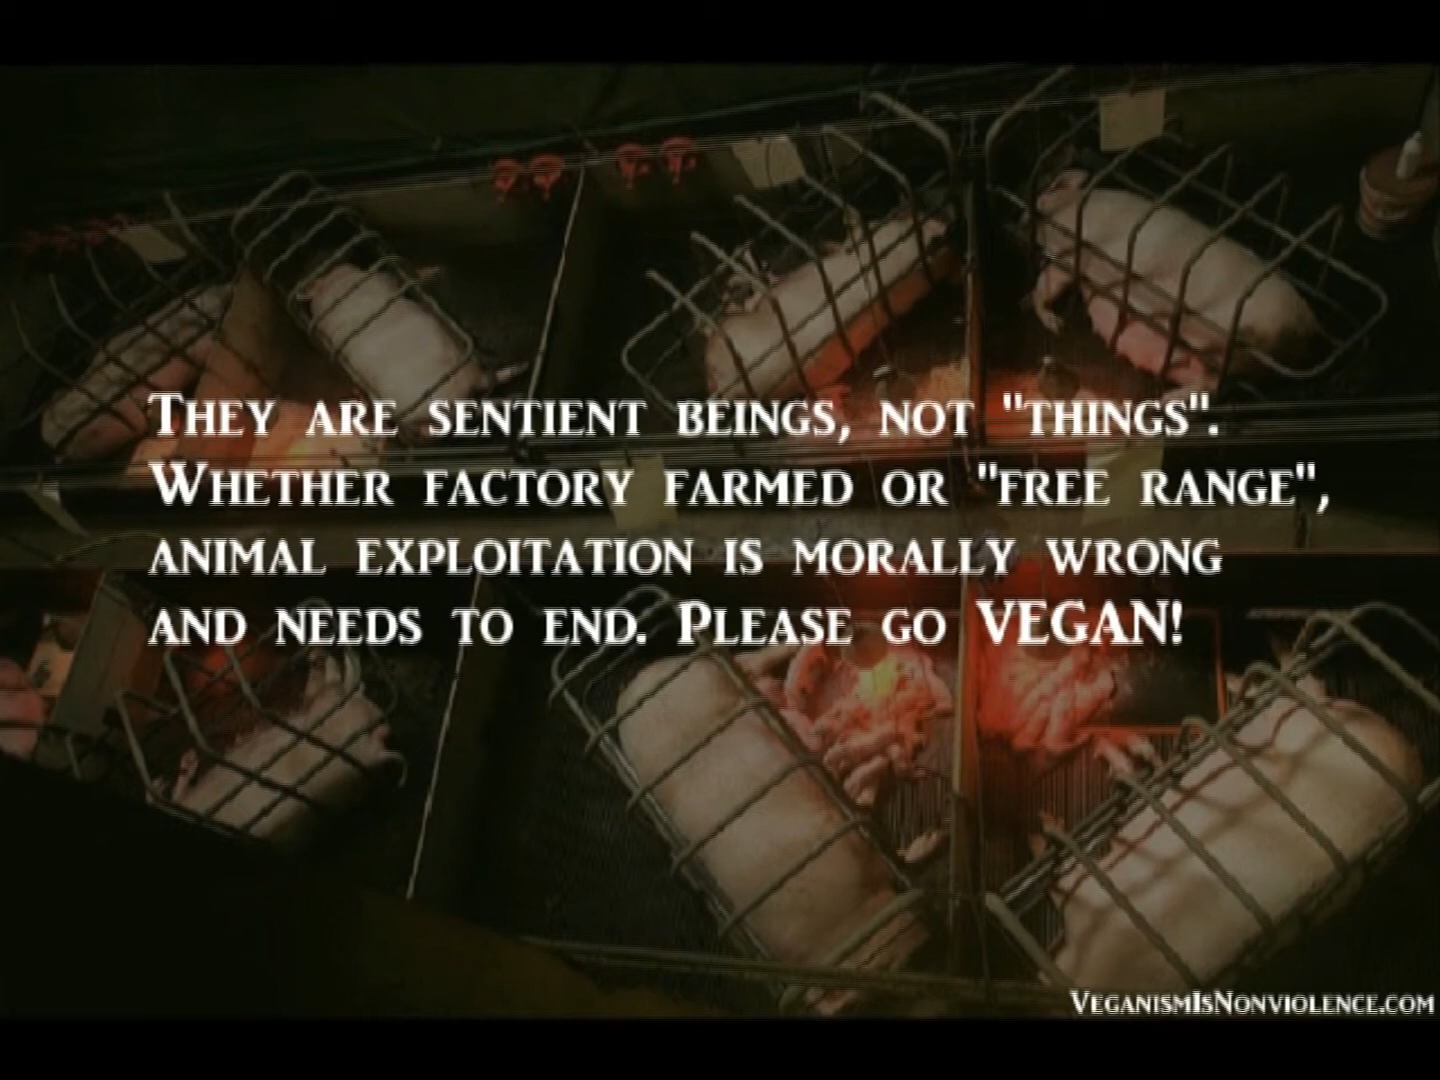 They are sentient beings, not "things".
Whether factory farmed or "free range",
animal exploitation is morally wrong
and needs to end. Please go VEGAN!
VeganismIsNonviolence.com